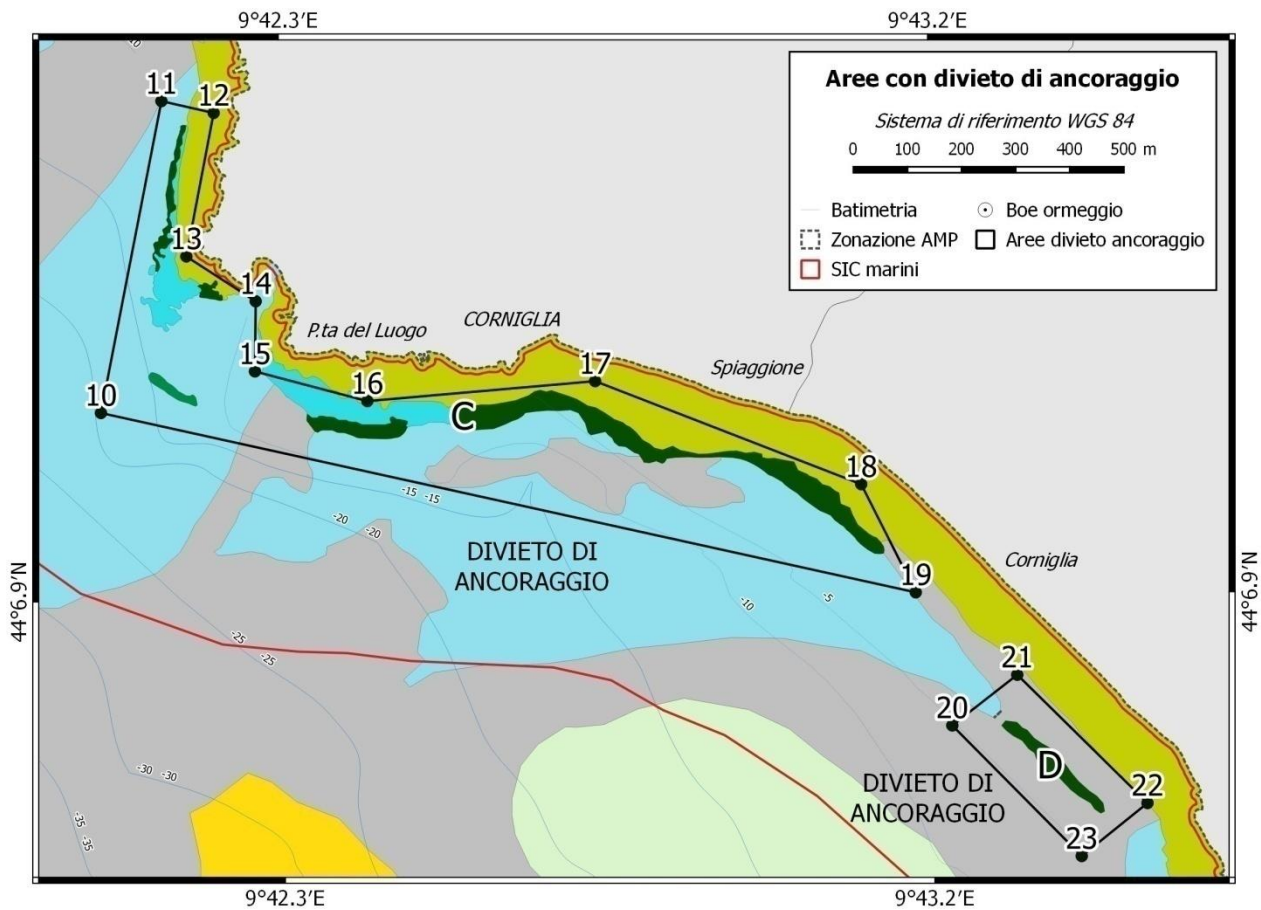 9°42.3'E
9°43.2'E
Aree con divieto di ancoraggio
Sistema di riferimento WGS 84
0 100 200 300 400 500 m
Batimetria
Boe ormeggio
Zonazione AMP
Aree divieto ancoraggio
SIC marini
-10
11
12
13
14
P.ta del Luogo
CORNIGLIA
15
16
17
Spiaggione
10
C
18
-15
-15
-20
-20
DIVIETO DI
ANCORAGGIO
Corniglia
19
-5
-10
44°6.9'N
44°6.9'N
-25
-25
21
20
D
DIVIETO DI
ANCORAGGIO
22
23
-30
-30
-35
-35
9°42.3'E
9°43.2'E